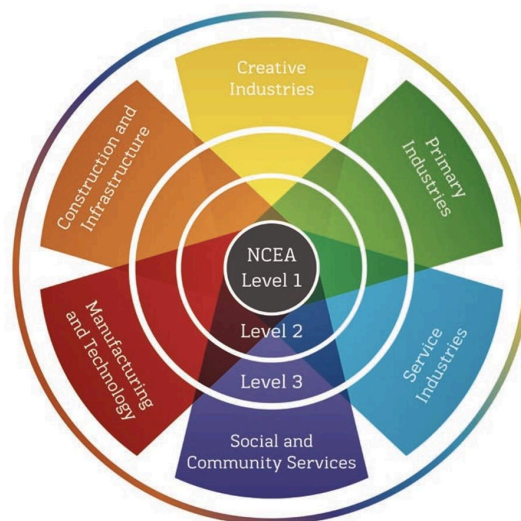 Creative
Industries
Construction and
Infrastructure
Primary
Industries
NCEA
Level 1
Level 2
Level 3
Manufacturing
and Technology
Service
Industries
Social and
Community Services